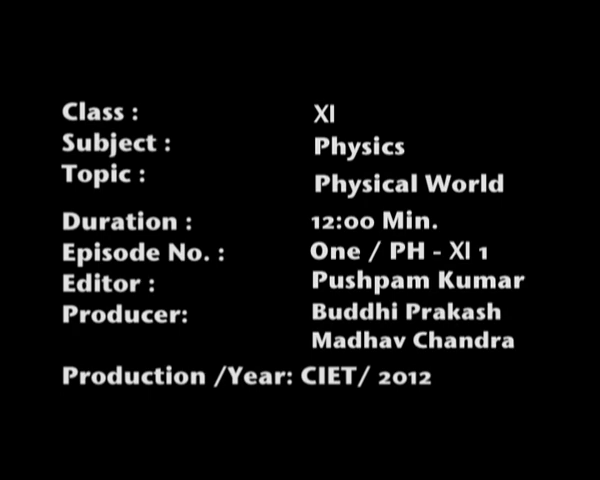 Class : XI
Subject : Physics
Topic : Physical World
Duration : 12:00 Min.
Episode No. : One / PH - XI 1
Editor : Pushpam Kumar
Producer: Buddhi Prakash
Madhav Chandra
Production /Year: CIET/ 2012